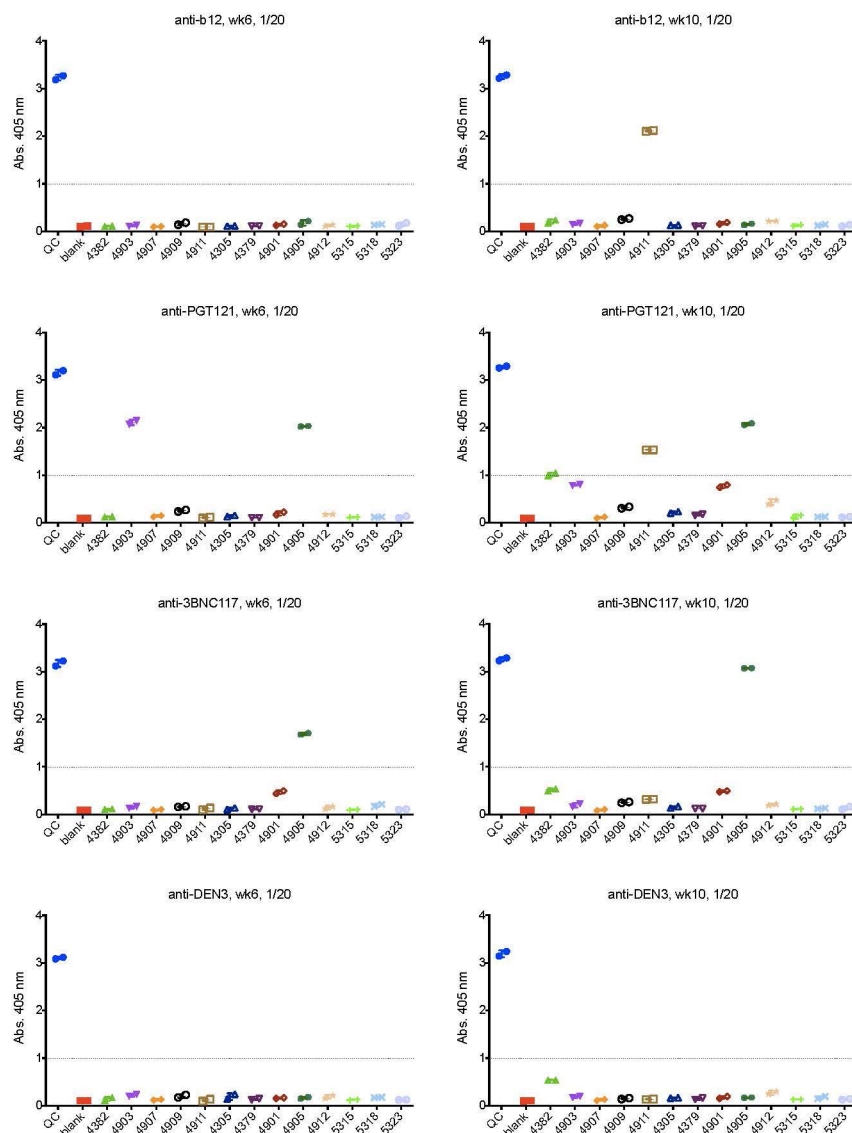 anti-b12, wk6, 1/20
Abs. 405 nm
4
3
2
1
0
QC blank 4382 4903 4907 4909 4911 4305 4379 4901 4905 4912 5315 5318 5323
anti-b12, wk10, 1/20
Abs. 405 nm
4
3
2
1
0
QC blank 4382 4903 4907 4909 4911 4305 4379 4901 4905 4912 5315 5318 5323
anti-PGT121, wk6, 1/20
Abs. 405 nm
4
3
2
1
0
QC blank 4382 4903 4907 4909 4911 4305 4379 4901 4905 4912 5315 5318 5323
anti-PGT121, wk10, 1/20
Abs. 405 nm
4
3
2
1
0
QC blank 4382 4903 4907 4909 4911 4305 4379 4901 4905 4912 5315 5318 5323
anti-3BNC117, wk6, 1/20
Abs. 405 nm
4
3
2
1
0
QC blank 4382 4903 4907 4909 4911 4305 4379 4901 4905 4912 5315 5318 5323
anti-3BNC117, wk10, 1/20
Abs. 405 nm
4
3
2
1
0
QC blank 4382 4903 4907 4909 4911 4305 4379 4901 4905 4912 5315 5318 5323
anti-DEN3, wk6, 1/20
Abs. 405 nm
4
3
2
1
0
QC blank 4382 4903 4907 4909 4911 4305 4379 4901 4905 4912 5315 5318 5323
anti-DEN3, wk10, 1/20
Abs. 405 nm
4
3
2
1
0
QC blank 4382 4903 4907 4909 4911 4305 4379 4901 4905 4912 5315 5318 5323